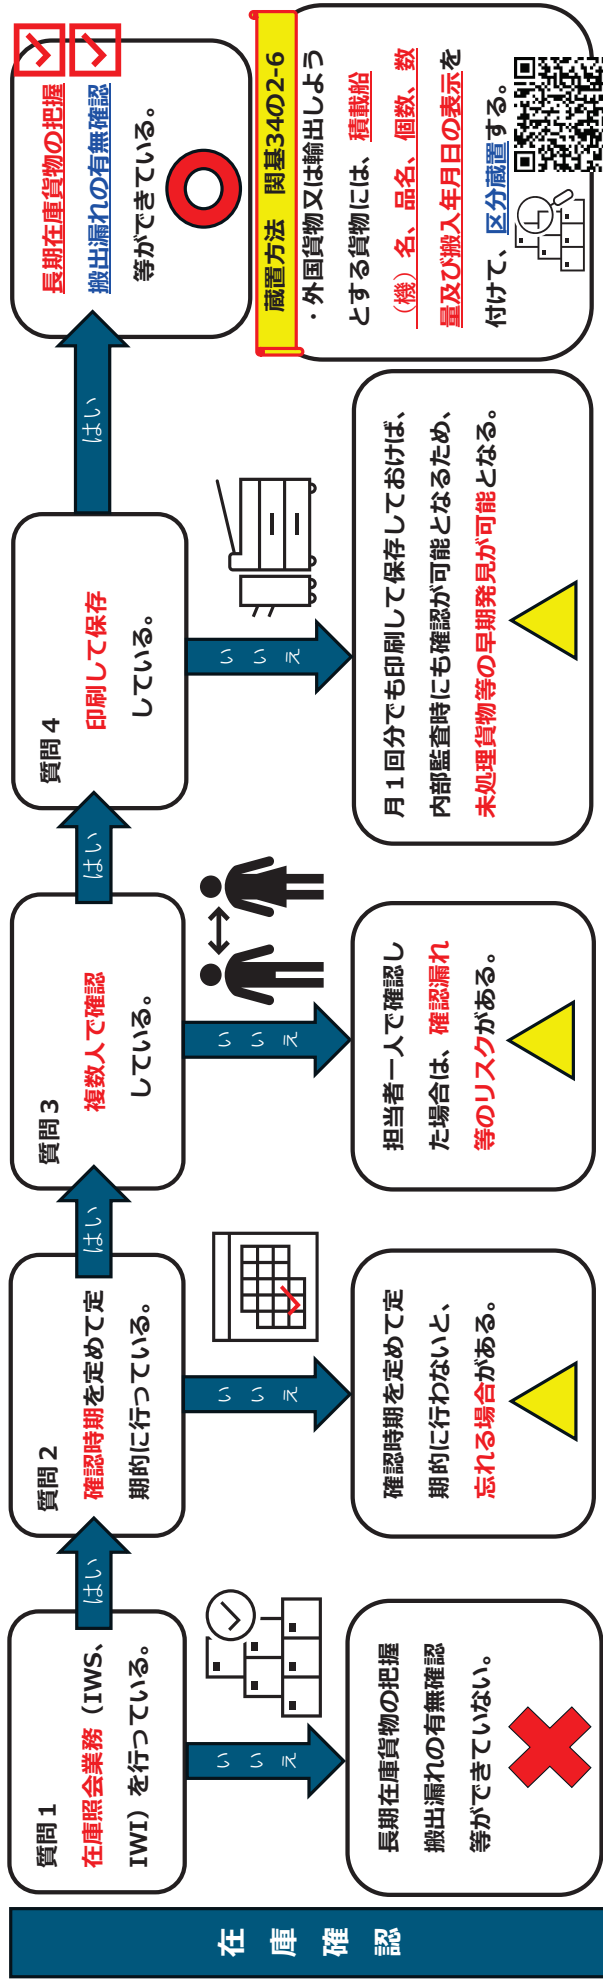 在庫確認
質問１
在庫照会業務（IWS、
IWI）を行っている。
はい
いいえ
長期在庫貨物の把握
搬出漏れの有無確認
等ができていない。
質問２
確認時期を定めて定
期的に行っている。
はい
いいえ
確認時期を定めて定
期的に行わないと、
忘れる場合がある。
質問３
複数人で確認
している。
はい
いいえ
担当者一人で確認し
た場合は、確認漏れ
等のリスクがある。
質問４
印刷して保存
している。
はい
いいえ
月１回分でも印刷して保存しておけば、
内部監査時にも確認が可能となるため、
未処理貨物等の早期発見が可能となる。
長期在庫貨物の把握
搬出漏れの有無確認
等ができている。
蔵置方法　関基34の2-6
・外国貨物又は輸出しよう
とする貨物には、積載船
（機）名、品名、個数、数
量及び搬入年月日の表示を
付けて、区分蔵置する。